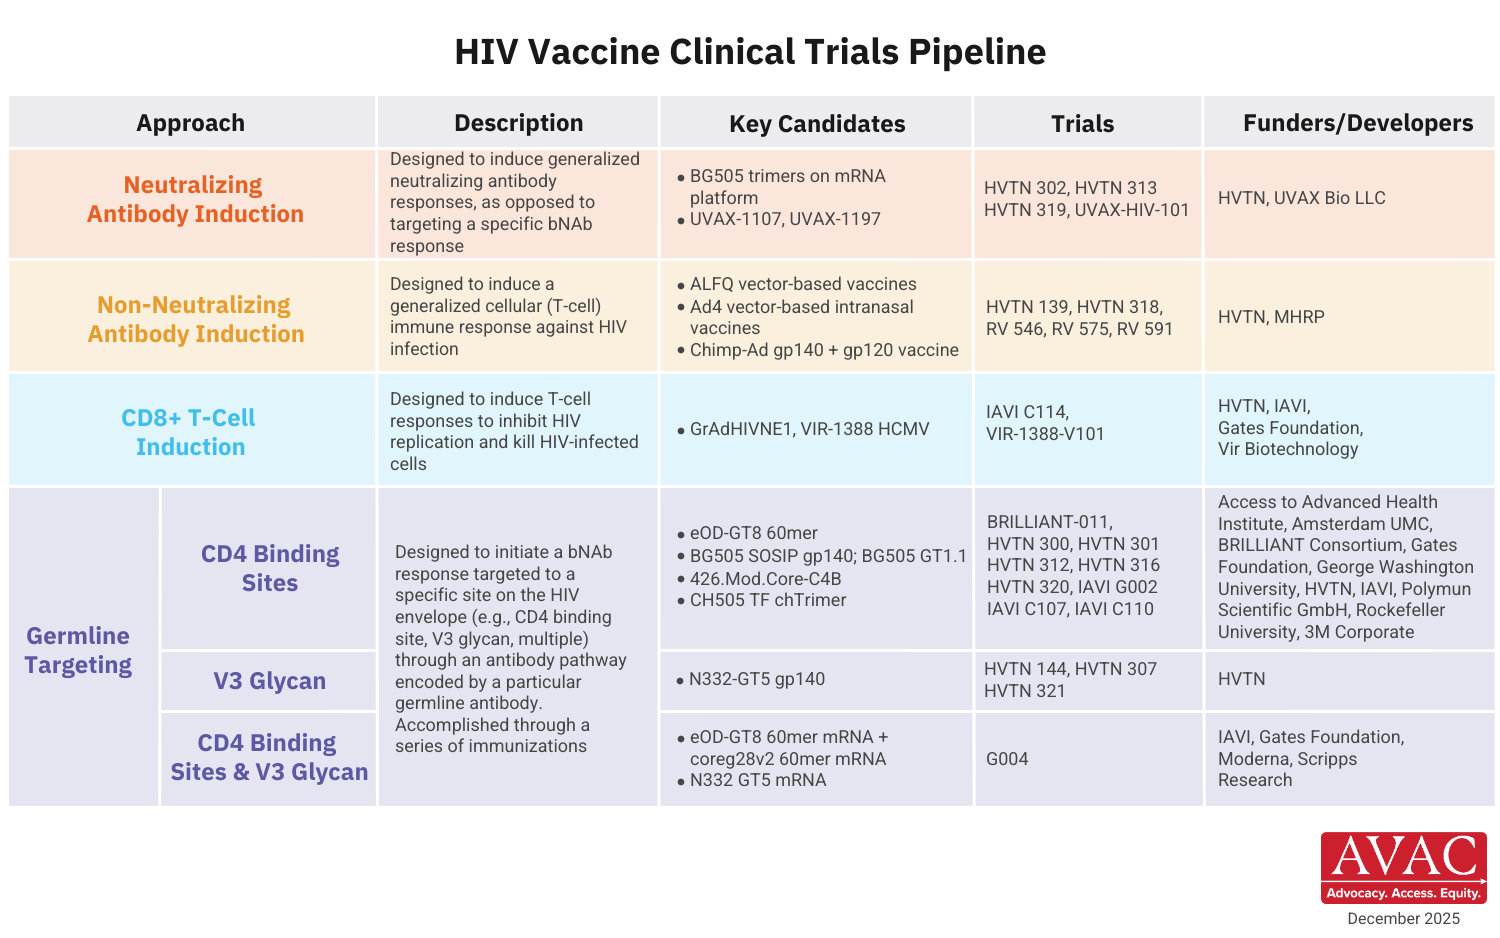 HIV Vaccine Clinical Trials Pipeline
Approach
Description
Key Candidates
Trials
Funders/Developers
Neutralizing
Antibody Induction
Designed to induce generalized
neutralizing antibody
responses, as opposed to
targeting a specific bNAb
response
• BG505 trimers on mRNA
platform
• UVAX-1107, UVAX-1197
HVTN 302, HVTN 313
HVTN 319, UVAX-HIV-101
HVTN, UVAX Bio LLC
Non-Neutralizing
Antibody Induction
Designed to induce a
generalized cellular (T-cell)
immune response against HIV
infection
• ALFQ vector-based vaccines
• Ad4 vector-based intranasal
vaccines
• Chimp-Ad gp140 + gp120 vaccine
HVTN 139, HVTN 318,
RV 546, RV 575, RV 591
HVTN, MHRP
CD8+ T-Cell
Induction
Designed to induce T-cell
responses to inhibit HIV
replication and kill HIV-infected
cells
• GrAdHIVNE1, VIR-1388 HCMV
IAVI C114,
VIR-1388-V101
HVTN, IAVI,
Gates Foundation,
Vir Biotechnology
Germline
Targeting
CD4 Binding
Sites
Designed to initiate a bNAb
response targeted to a
specific site on the HIV
envelope (e.g., CD4 binding
site, V3 glycan, multiple)
through an antibody pathway
encoded by a particular
germline antibody.
Accomplished through a
series of immunizations
• eOD-GT8 60mer
• BG505 SOSIP gp140; BG505 GT1.1
• 426.Mod.Core-C4B
• CH505 TF chTrimer
BRILLIANT-011,
HVTN 300, HVTN 301
HVTN 312, HVTN 316
HVTN 320, IAVI G002
IAVI C107, IAVI C110
Access to Advanced Health
Institute, Amsterdam UMC,
BRILLIANT Consortium, Gates
Foundation, George Washington
University, HVTN, IAVI, Polymun
Scientific GmbH, Rockefeller
University, 3M Corporate
V3 Glycan
• N332-GT5 gp140
HVTN 144, HVTN 307
HVTN 321
HVTN
CD4 Binding
Sites & V3 Glycan
• eOD-GT8 60mer mRNA +
coreg28v2 60mer mRNA
• N332 GT5 mRNA
G004
IAVI, Gates Foundation,
Moderna, Scripps
Research
AVAC
Advocacy. Access. Equity.
December 2025